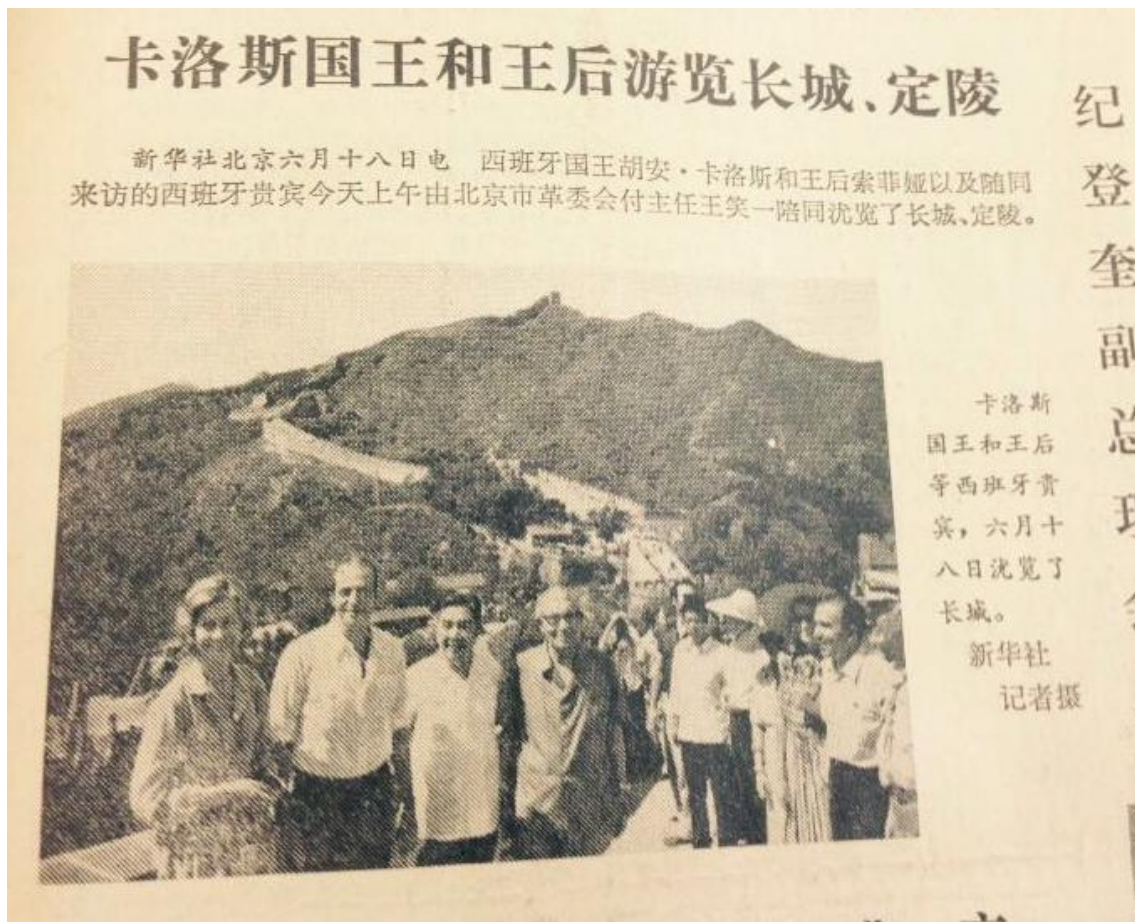 卡洛斯国王和王后游览长城、定陵
新华社北京六月十八日电　西班牙国王胡安·卡洛斯和王后索菲娅以及随同
来访的西班牙贵宾今天上午由北京市革委会付主任王笑一陪同沋览了长城、定陵。
卡洛斯
国王和王后
等西班牙贵
宾，六月十
八日沋览了
长城。
新华社
记者摄
纪登奎副总